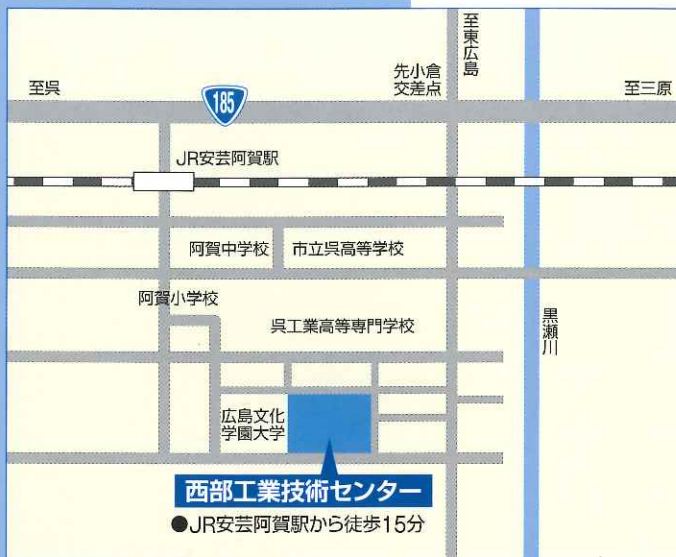 至東広島
先小倉
交差点
至呉
185
至三原
JR安芸阿賀駅
阿賀中学校
市立呉高等学校
阿賀小学校
呉工業高等専門学校
黒瀬川
広島文化
学園大学
西部工業技術センター
●JR安芸阿賀駅から徒歩15分